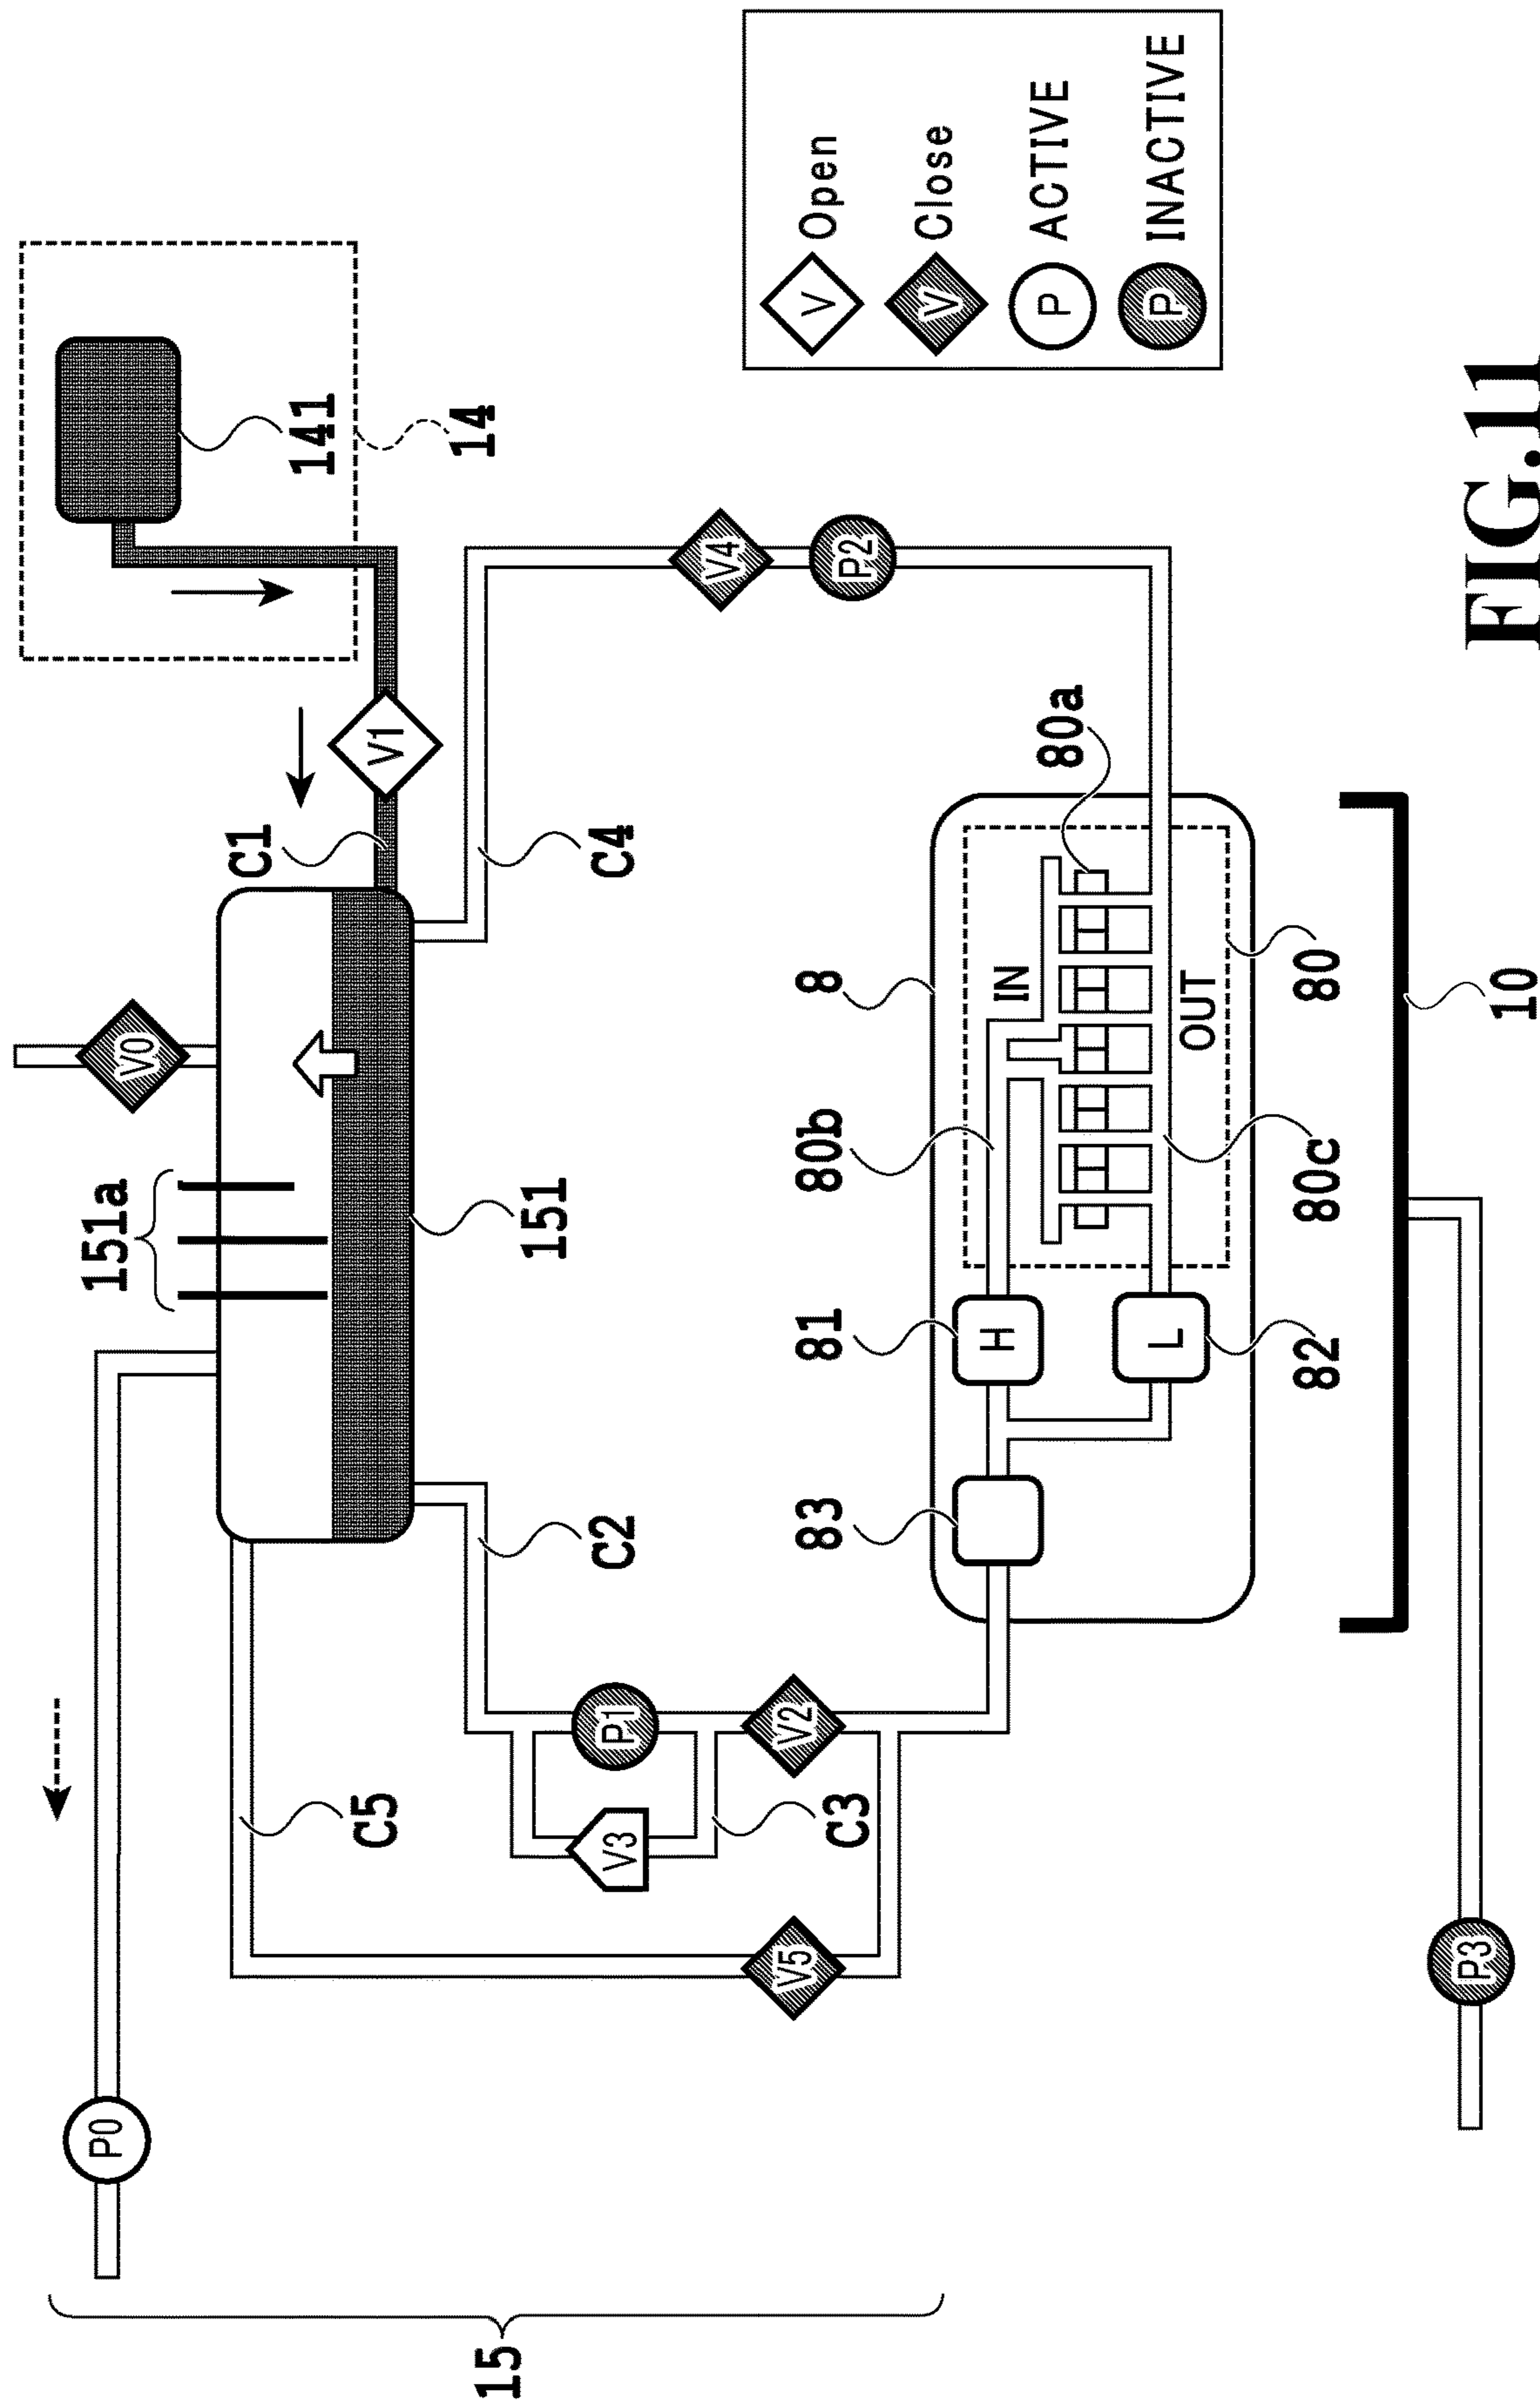 15
P0
C5
V5
V3
C3
P1
V2
C2
151a
V0
151
C1
V1
141
14
C4
V4
P2
8
83
81
H
L
82
80b
IN
OUT
80c
80a
80
10
P3
V Open
V Close
P ACTIVE
P INACTIVE
FIG.11